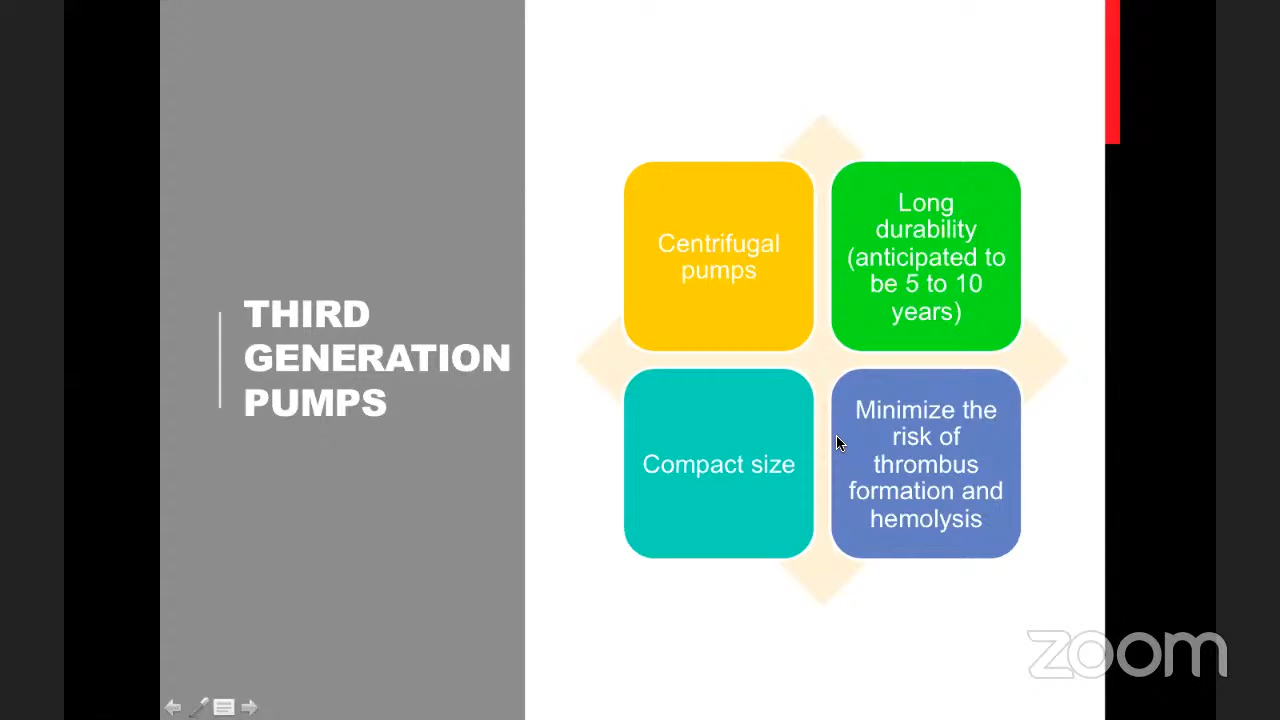 THIRD
GENERATION
PUMPS
Centrifugal
pumps
Long
durability
(anticipated to
be 5 to 10
years)
Compact size
Minimize the
risk of
thrombus
formation and
hemolysis
zoom